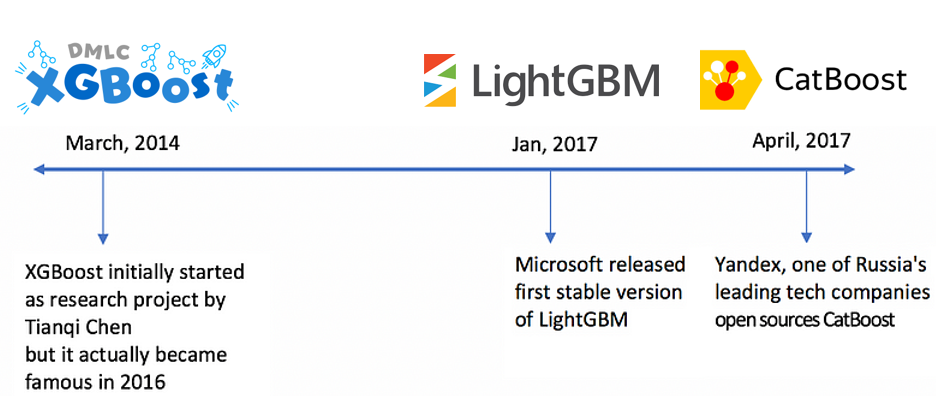 DMLC
XGBoost
LightGBM
CatBoost
March, 2014
Jan, 2017
April, 2017
XGBoost initially started
as research project by
Tianqi Chen
but it actually became
famous in 2016
Microsoft released
first stable version
of LightGBM
Yandex, one of Russia's
leading tech companies
open sources CatBoost